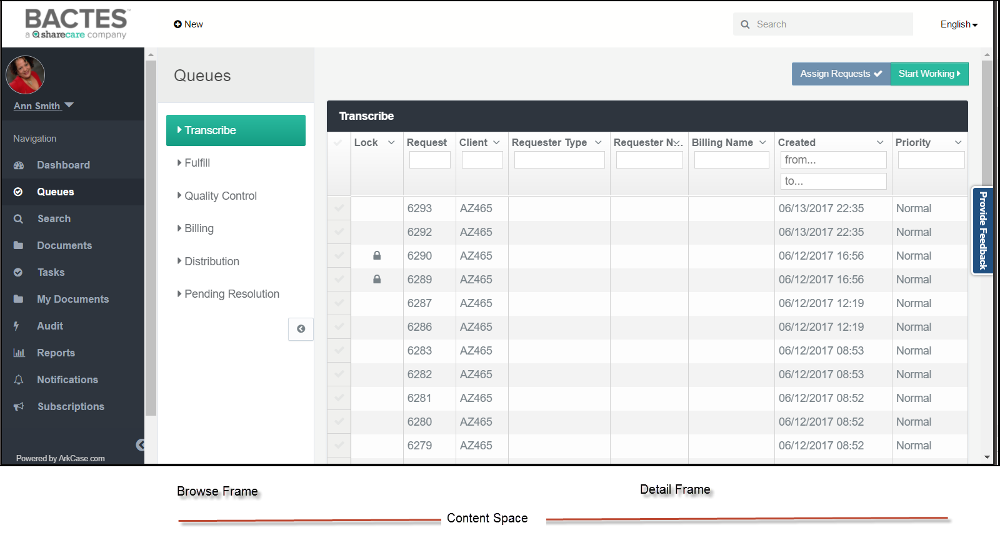 BACTES™
a sharecare company
New
Search
English
Ann Smith
Navigation
Dashboard
Queues
Search
Documents
Tasks
My Documents
Audit
Reports
Notifications
Subscriptions
Powered by ArkCase.com
Queues
Transcribe
Fulfill
Quality Control
Billing
Distribution
Pending Resolution
Assign Requests
Start Working
Transcribe
Lock Request Client Requester Type Requester N... Billing Name Created Priority
from...
to...
6293 AZ465 06/13/2017 22:35 Normal
6292 AZ465 06/13/2017 22:35 Normal
6290 AZ465 06/12/2017 16:56 Normal
6289 AZ465 06/12/2017 16:56 Normal
6287 AZ465 06/12/2017 12:19 Normal
6286 AZ465 06/12/2017 12:19 Normal
6283 AZ465 06/12/2017 08:53 Normal
6282 AZ465 06/12/2017 08:53 Normal
6281 AZ465 06/12/2017 08:52 Normal
6280 AZ465 06/12/2017 08:52 Normal
6279 AZ465 06/12/2017 08:52 Normal
Provide Feedback
Browse Frame
Detail Frame
Content Space